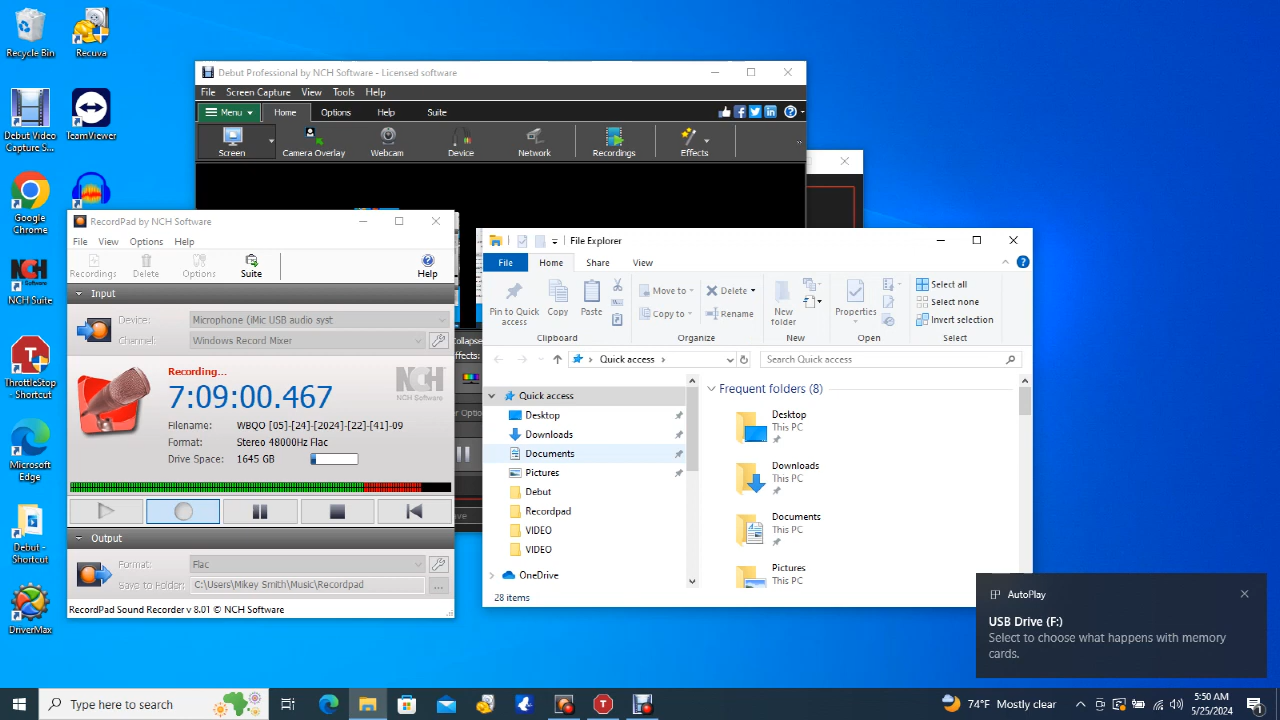 Recycle Bin
Recuva
Debut Video
Capture S...
TeamViewer
Google
Chrome
NCH
NCH Suite
ThrottleStop
- Shortcut
Microsoft
Edge
Debut -
Shortcut
DriverMax
Debut Professional by NCH Software - Licensed software
File Screen Capture View Tools Help
Menu Home Options Help Suite
Screen Camera Overlay Webcam Device Network Recordings Effects
RecordPad by NCH Software
File View Options Help
Recordings Delete Options Suite Help
Input
Device: Microphone (iMic USB audio syst
Channel: Windows Record Mixer
Recording...
7:09:00.467
NCH
NCH Software
Filename: WBQO [05]-[24]-[2024]-[22]-[41]-09
Format: Stereo 48000Hz Flac
Drive Space: 1645 GB
Output
Format: Flac
Save to Folder: C:\Users\Mikey Smith\Music\Recordpad
...
RecordPad Sound Recorder v 8.01 © NCH Software
File Explorer
File Home Share View
Pin to Quick
access
Copy
Paste
Move to
Copy to
Delete
Rename
New
folder
Properties
Select all
Select none
Invert selection
Clipboard Organize New Open Select
Quick access
Search Quick access
Quick access
Desktop
Downloads
Documents
Pictures
Debut
Recordpad
VIDEO
VIDEO
OneDrive
Frequent folders (8)
Desktop
This PC
Downloads
This PC
Documents
This PC
Pictures
This PC
28 items
AutoPlay
USB Drive (F:)
Select to choose what happens with memory
cards.
Type here to search
74°F Mostly clear
5:50 AM
5/25/2024
1